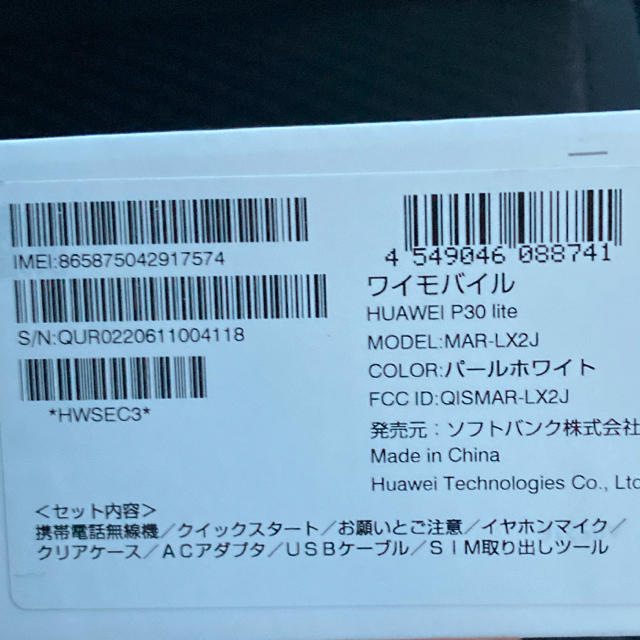 IMEI:865875042917574
S/N:QUR0220611004118
*HWSEC3*
4 549046 088741
ワイモバイル
HUAWEI P30 lite
MODEL:MAR-LX2J
COLOR:パールホワイト
FCC ID:QISMAR-LX2J
発売元：ソフトバンク株式会社
Made in China
Huawei Technologies Co., Ltd
＜セット内容＞
携帯電話無線機／クイックスタート／お願いとご注意／イヤホンマイク／
クリアケース／ACアダプタ／USBケーブル／SIM取り出しツール